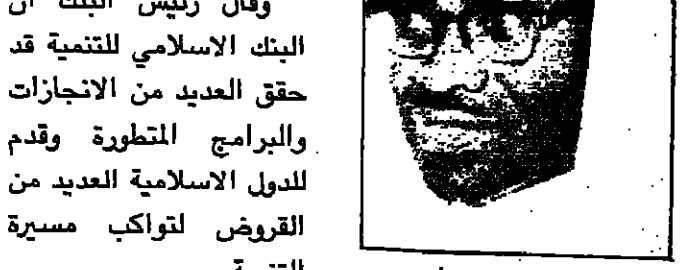 وقال رئيس البنك ان
البنك الاسلامي للتنمية قد
حقق العديد من الانجازات
والبرامج المتطورة وقدم
للدول الاسلامية العديد من
القروض لتواكب مسيرة